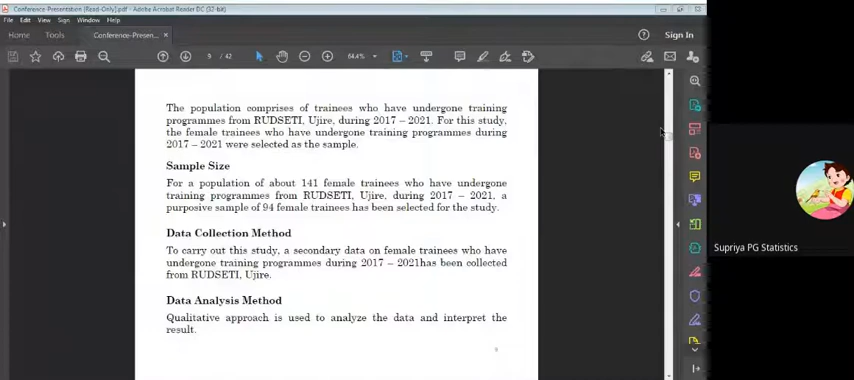 Conference-Presentation (Read-Only).pdf - Adobe Acrobat Reader DC (32-bit)
File Edit View Sign Window Help
Home Tools Conference-Presen... × Sign In
9 / 42 64.4%
The population comprises of trainees who have undergone training
programmes from RUDSETI, Ujire, during 2017 – 2021. For this study,
the female trainees who have undergone training programmes during
2017 – 2021 were selected as the sample.
Sample Size
For a population of about 141 female trainees who have undergone
training programmes from RUDSETI, Ujire, during 2017 – 2021, a
purposive sample of 94 female trainees has been selected for the study.
Data Collection Method
To carry out this study, a secondary data on female trainees who have
undergone training programmes during 2017 – 2021has been collected
from RUDSETI, Ujire.
Data Analysis Method
Qualitative approach is used to analyze the data and interpret the
result.
Supriya PG Statistics